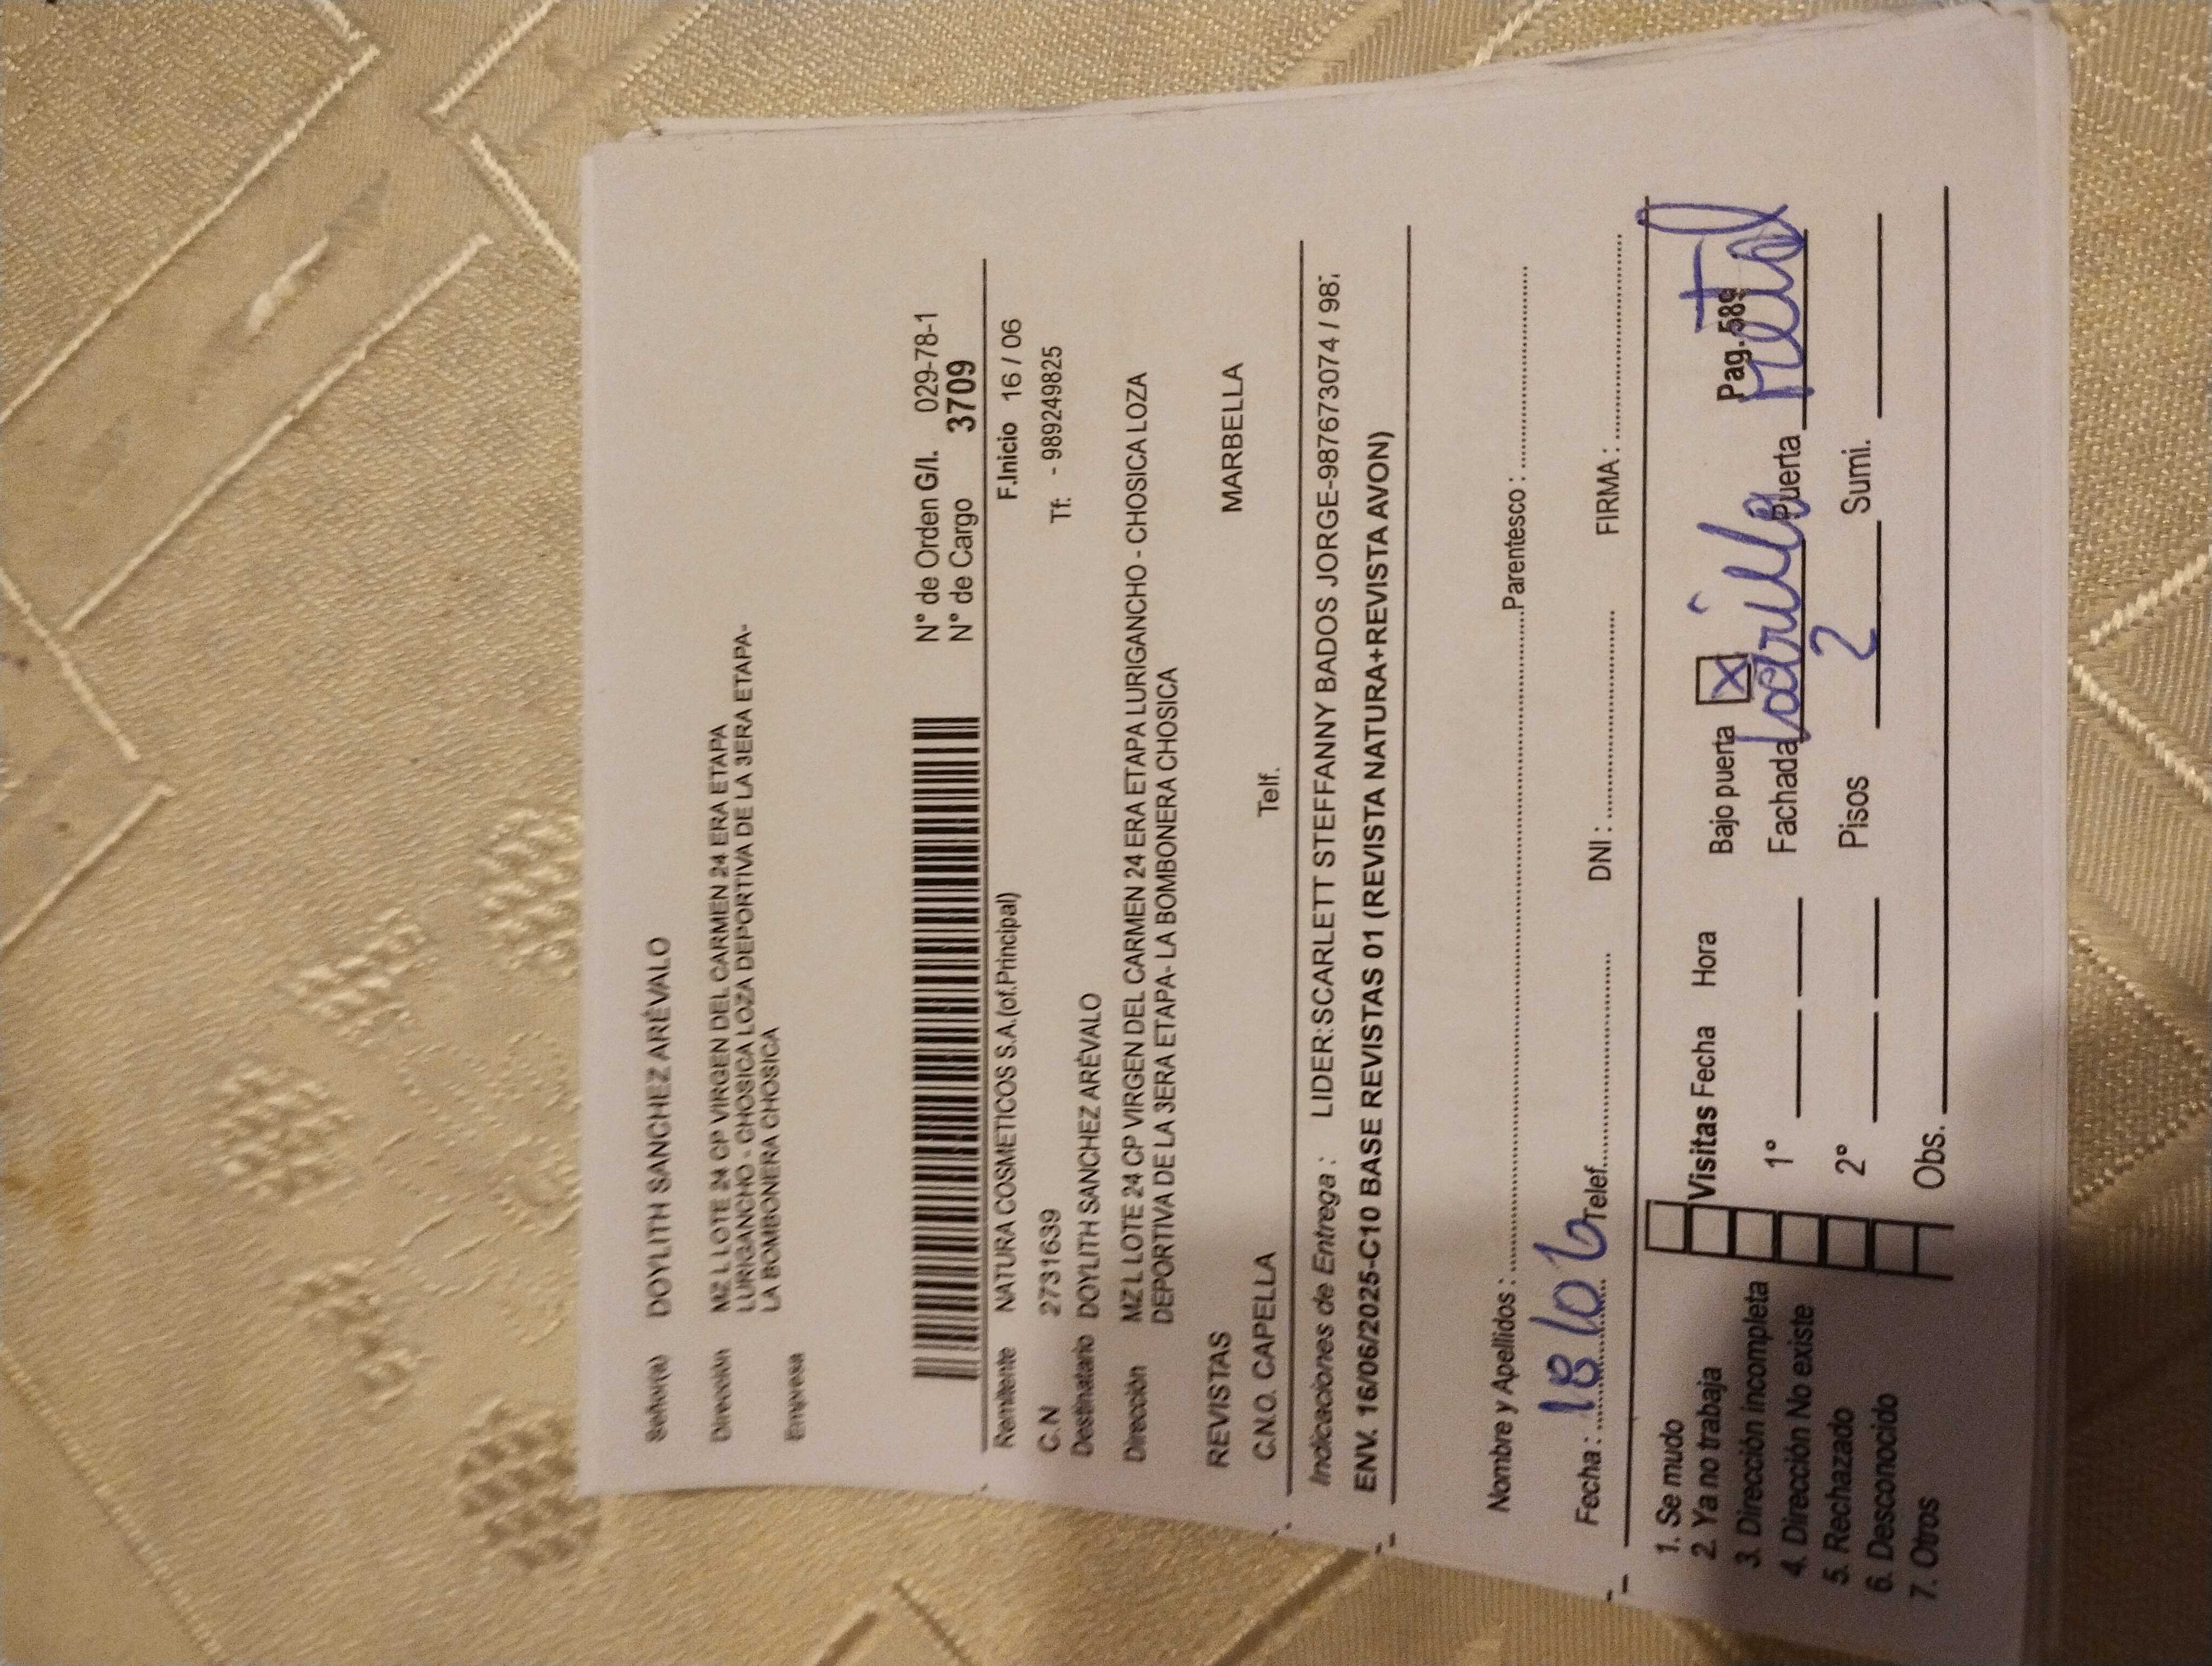 Señor(a) DOYLITH SANCHEZ ARÉVALO
Dirección MZ L LOTE 24 CP VIRGEN DEL CARMEN 24 ERA ETAPA
LURIGANCHO - CHOSICA LOZA DEPORTIVA DE LA 3ERA ETAPA-
LA BOMBONERA CHOSICA
Empresa
N° de Orden G/I. 029-78-1
N° de Cargo 3709
Remitente NATURA COSMETICOS S.A.(of.Principal) F.Inicio 16 / 06
C.N 2731639 Tf: - 989249825
Destinatario DOYLITH SANCHEZ ARÉVALO
Dirección MZ L LOTE 24 CP VIRGEN DEL CARMEN 24 ERA ETAPA LURIGANCHO - CHOSICA LOZA
DEPORTIVA DE LA 3ERA ETAPA- LA BOMBONERA CHOSICA
REVISTAS MARBELLA
C.N.O. CAPELLA Telf.
Indicaciones de Entrega : LIDER:SCARLETT STEFFANNY BADOS JORGE-987673074 / 987
ENV. 16/06/2025-C10 BASE REVISTAS 01 (REVISTA NATURA+REVISTA AVON)
Nombre y Apellidos : Parentesco :
Fecha : 18/06 Telef. DNI : FIRMA :
1. Se mudo
2. Ya no trabaja
3. Dirección incompleta
4. Dirección No existe
5. Rechazado
6. Desconocido
7. Otros
Visitas Fecha Hora Bajo puerta X Pag. 589
1° Fachada Puerta
2° Pisos 2 Sumi.
Obs.